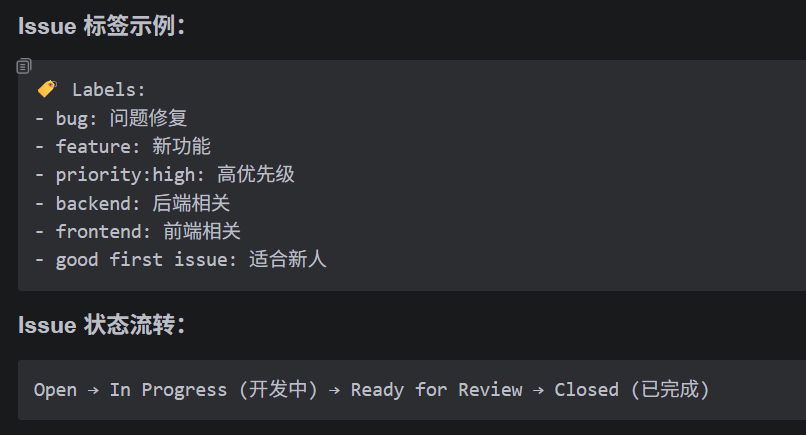 Issue 标签示例：
🏷️ Labels:
- bug: 问题修复
- feature: 新功能
- priority:high: 高优先级
- backend: 后端相关
- frontend: 前端相关
- good first issue: 适合新人
Issue 状态流转：
Open → In Progress (开发中) → Ready for Review → Closed (已完成)